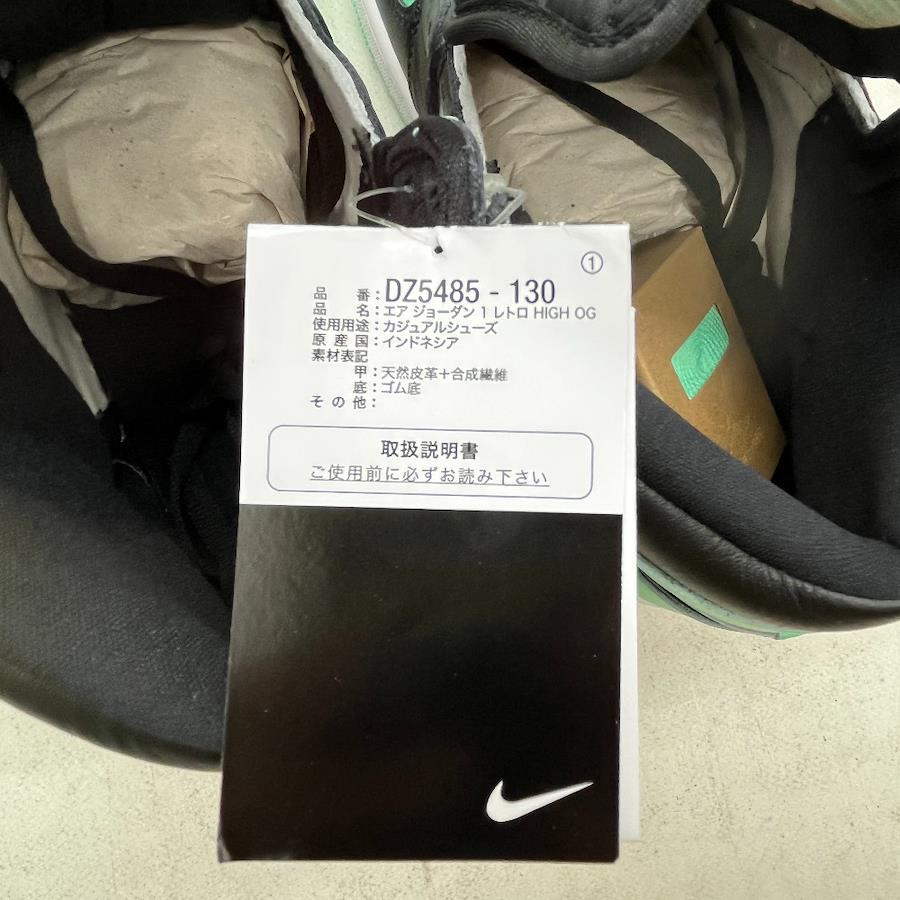 ①
品番：DZ5485 - 130
品名：エア ジョーダン 1 レトロ HIGH OG
使用用途：カジュアルシューズ
原産国：インドネシア
素材表記
甲：天然皮革＋合成繊維
底：ゴム底
その他：
取扱説明書
ご使用前に必ずお読み下さい